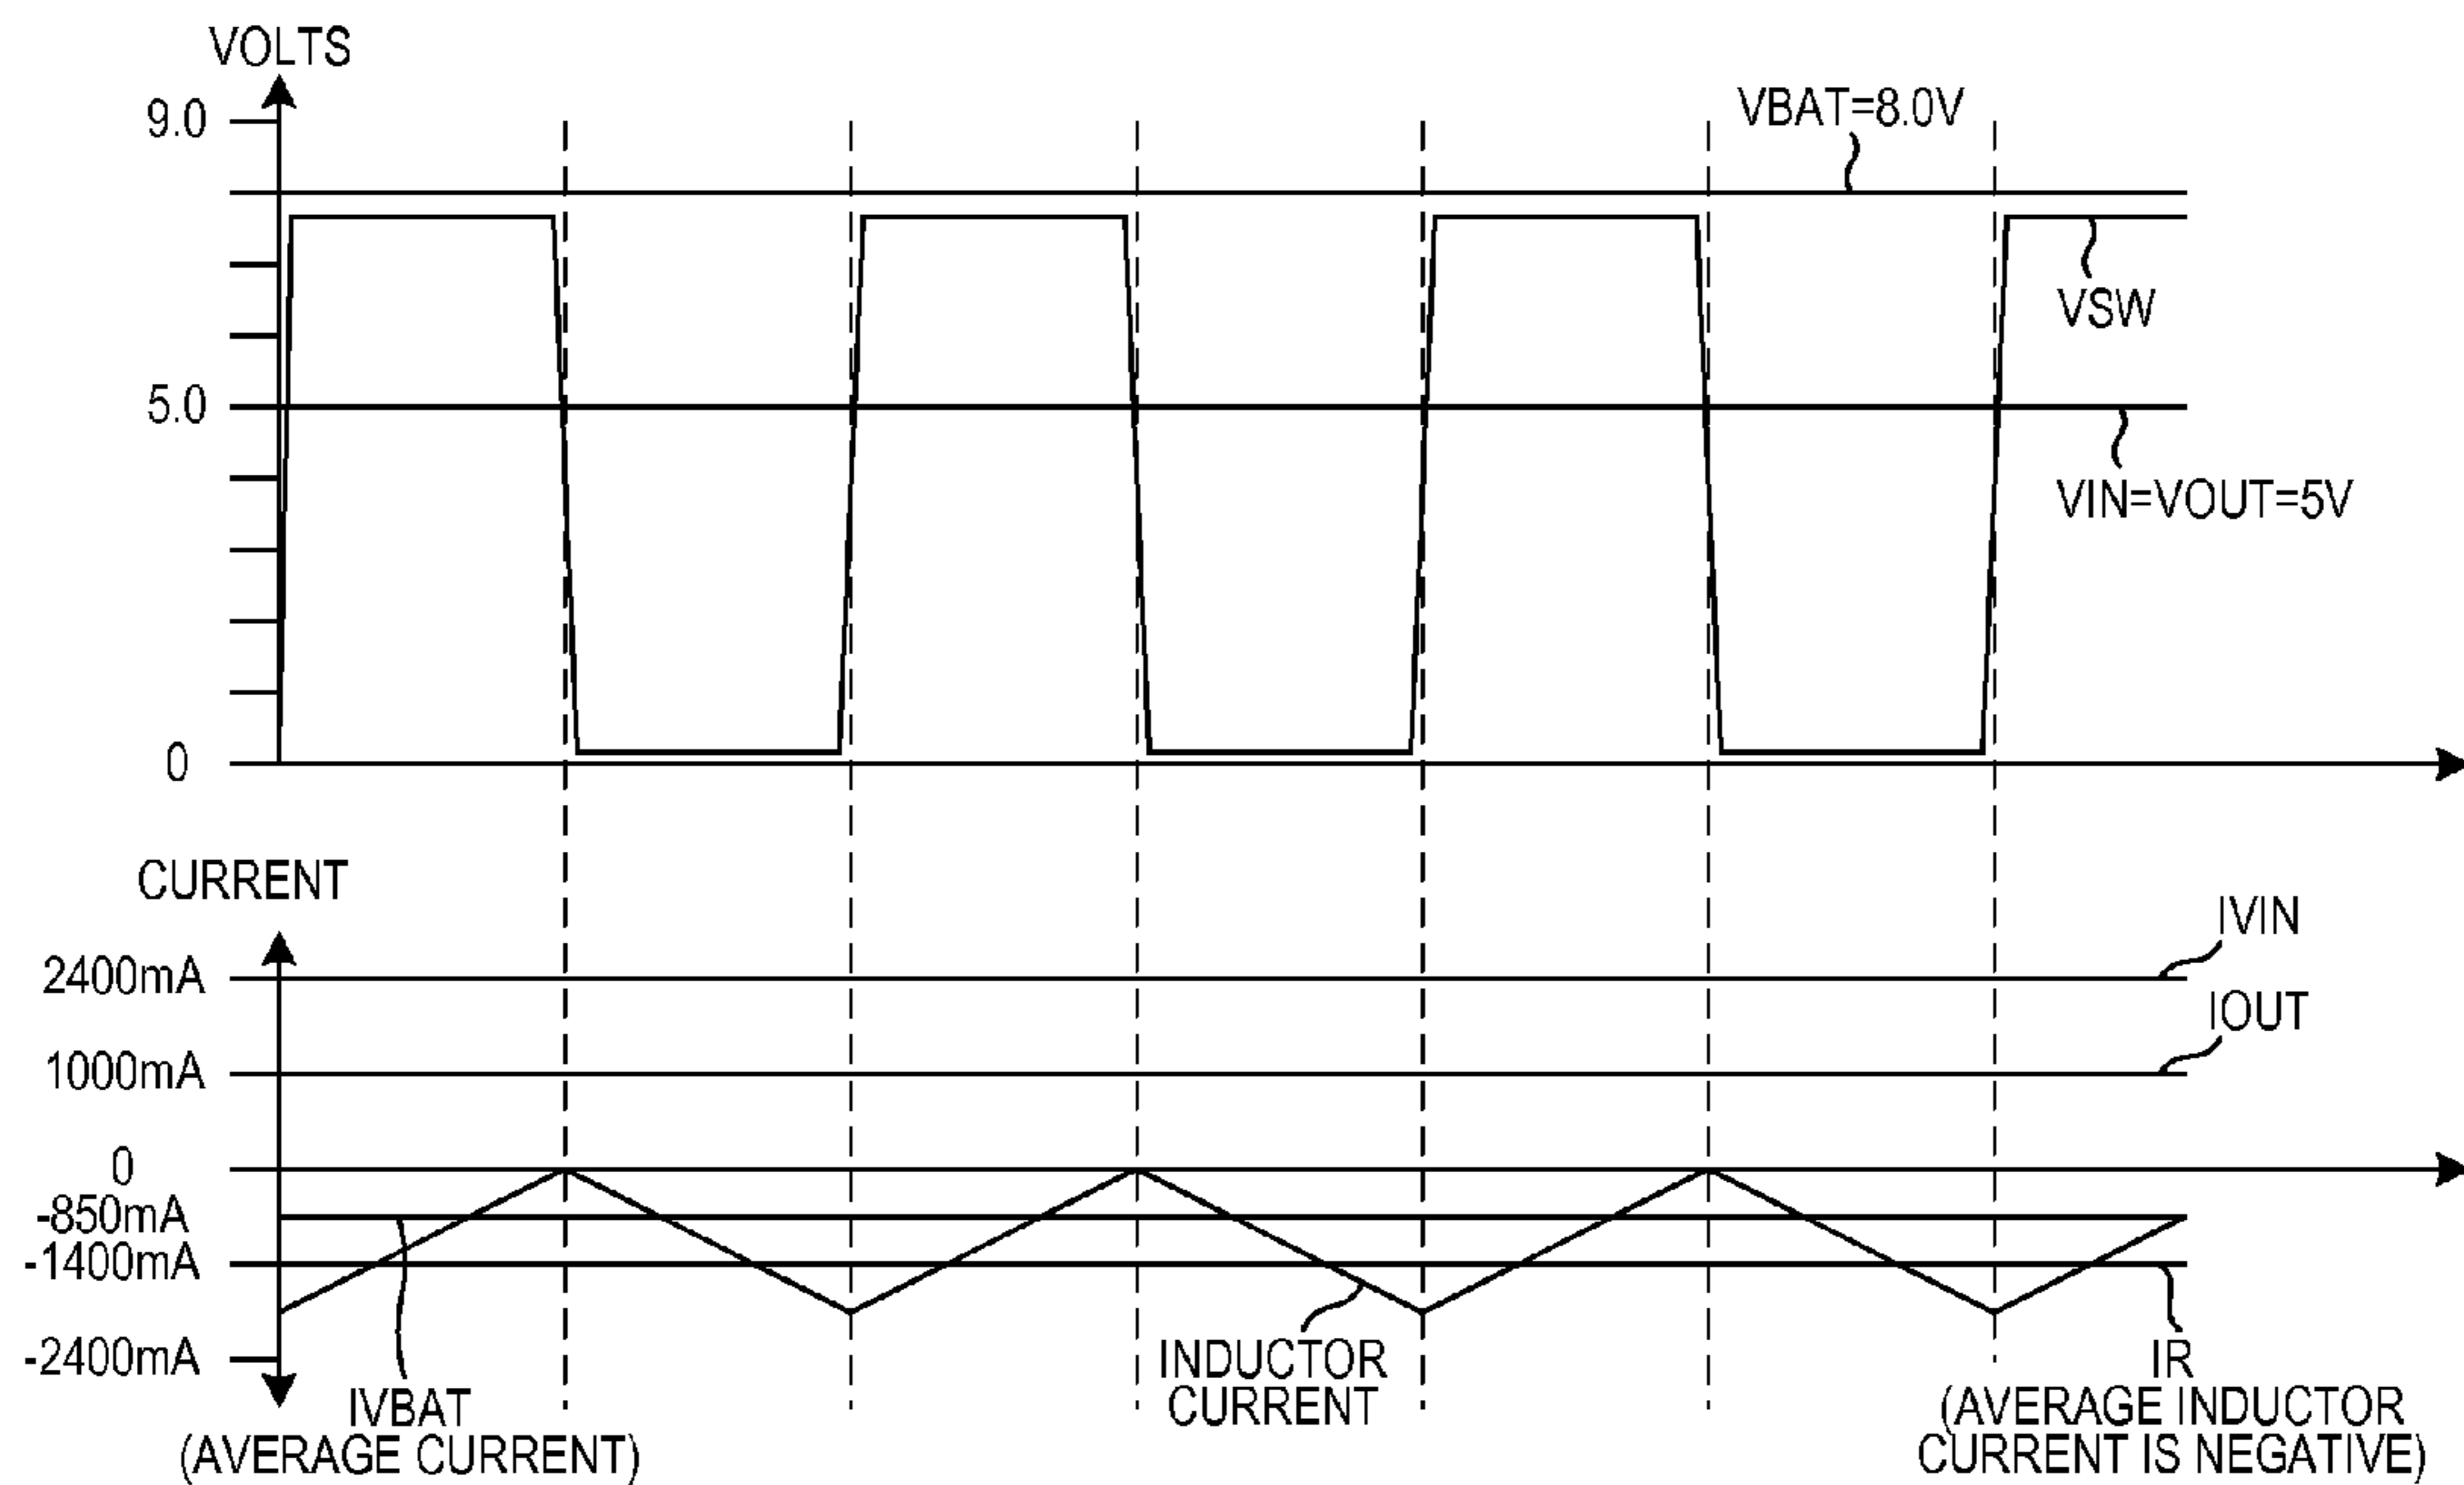 VOLTS
9.0
VBAT=8.0V
VSW
5.0
VIN=VOUT=5V
0
CURRENT
IVIN
2400mA
IOUT
1000mA
0
-850mA
-1400mA
-2400mA
IVBAT
(AVERAGE CURRENT)
INDUCTOR
CURRENT
IR
(AVERAGE INDUCTOR
CURRENT IS NEGATIVE)